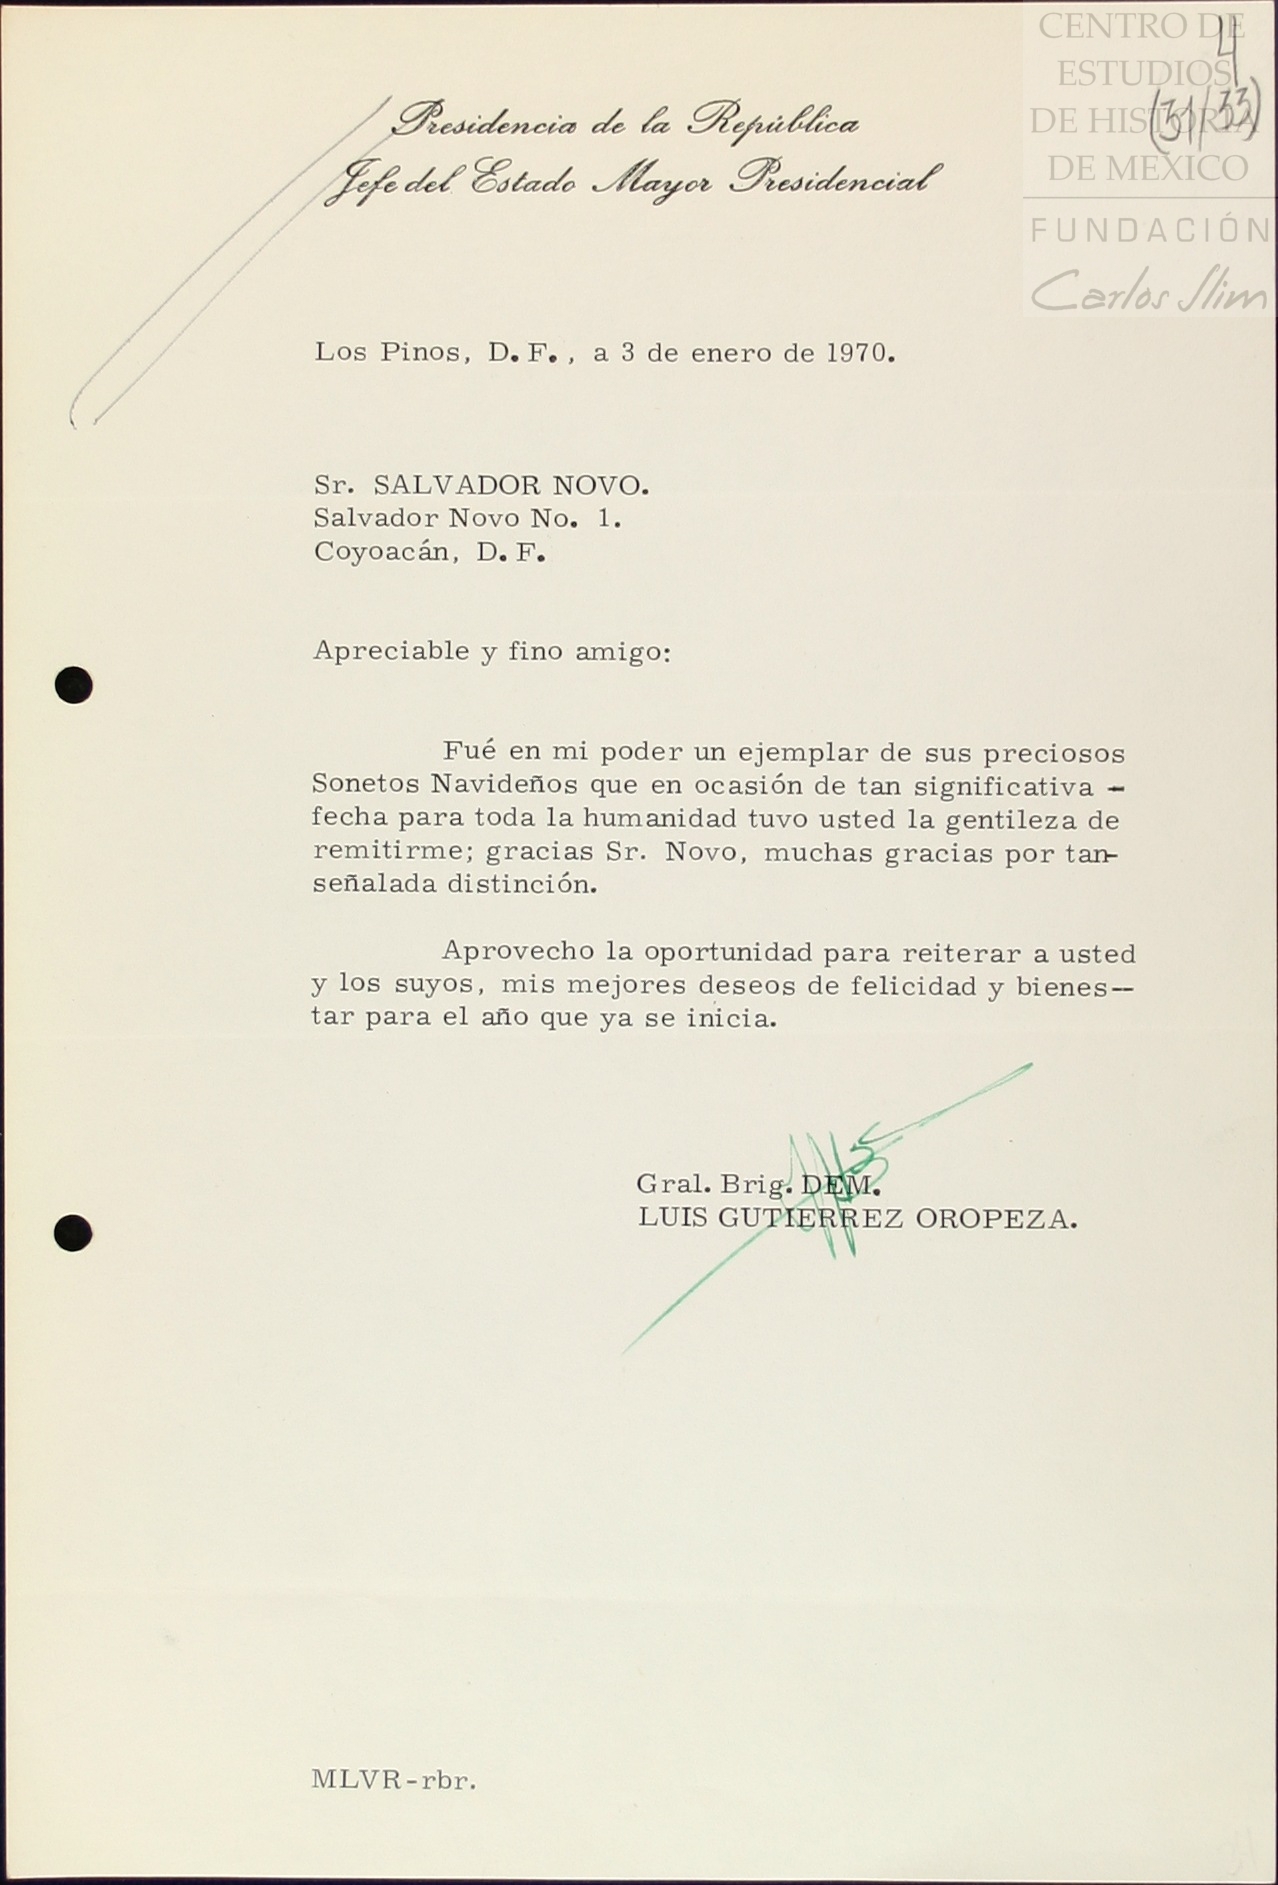 CENTRO DE
ESTUDIOS
DE HISTORIA
DE MEXICO
FUNDACIÓN
Carlos Slim
4
(31/33)
Presidencia de la República
Jefe del Estado Mayor Presidencial
Los Pinos, D. F., a 3 de enero de 1970.
Sr. SALVADOR NOVO.
Salvador Novo No. 1.
Coyoacán, D. F.
Apreciable y fino amigo:
Fué en mi poder un ejemplar de sus preciosos
Sonetos Navideños que en ocasión de tan significativa -
fecha para toda la humanidad tuvo usted la gentileza de
remitirme; gracias Sr. Novo, muchas gracias por tan-
señalada distinción.
Aprovecho la oportunidad para reiterar a usted
y los suyos, mis mejores deseos de felicidad y bienes--
tar para el año que ya se inicia.
Gral. Brig. DEM.
LUIS GUTIERREZ OROPEZA.
MLVR-rbr.